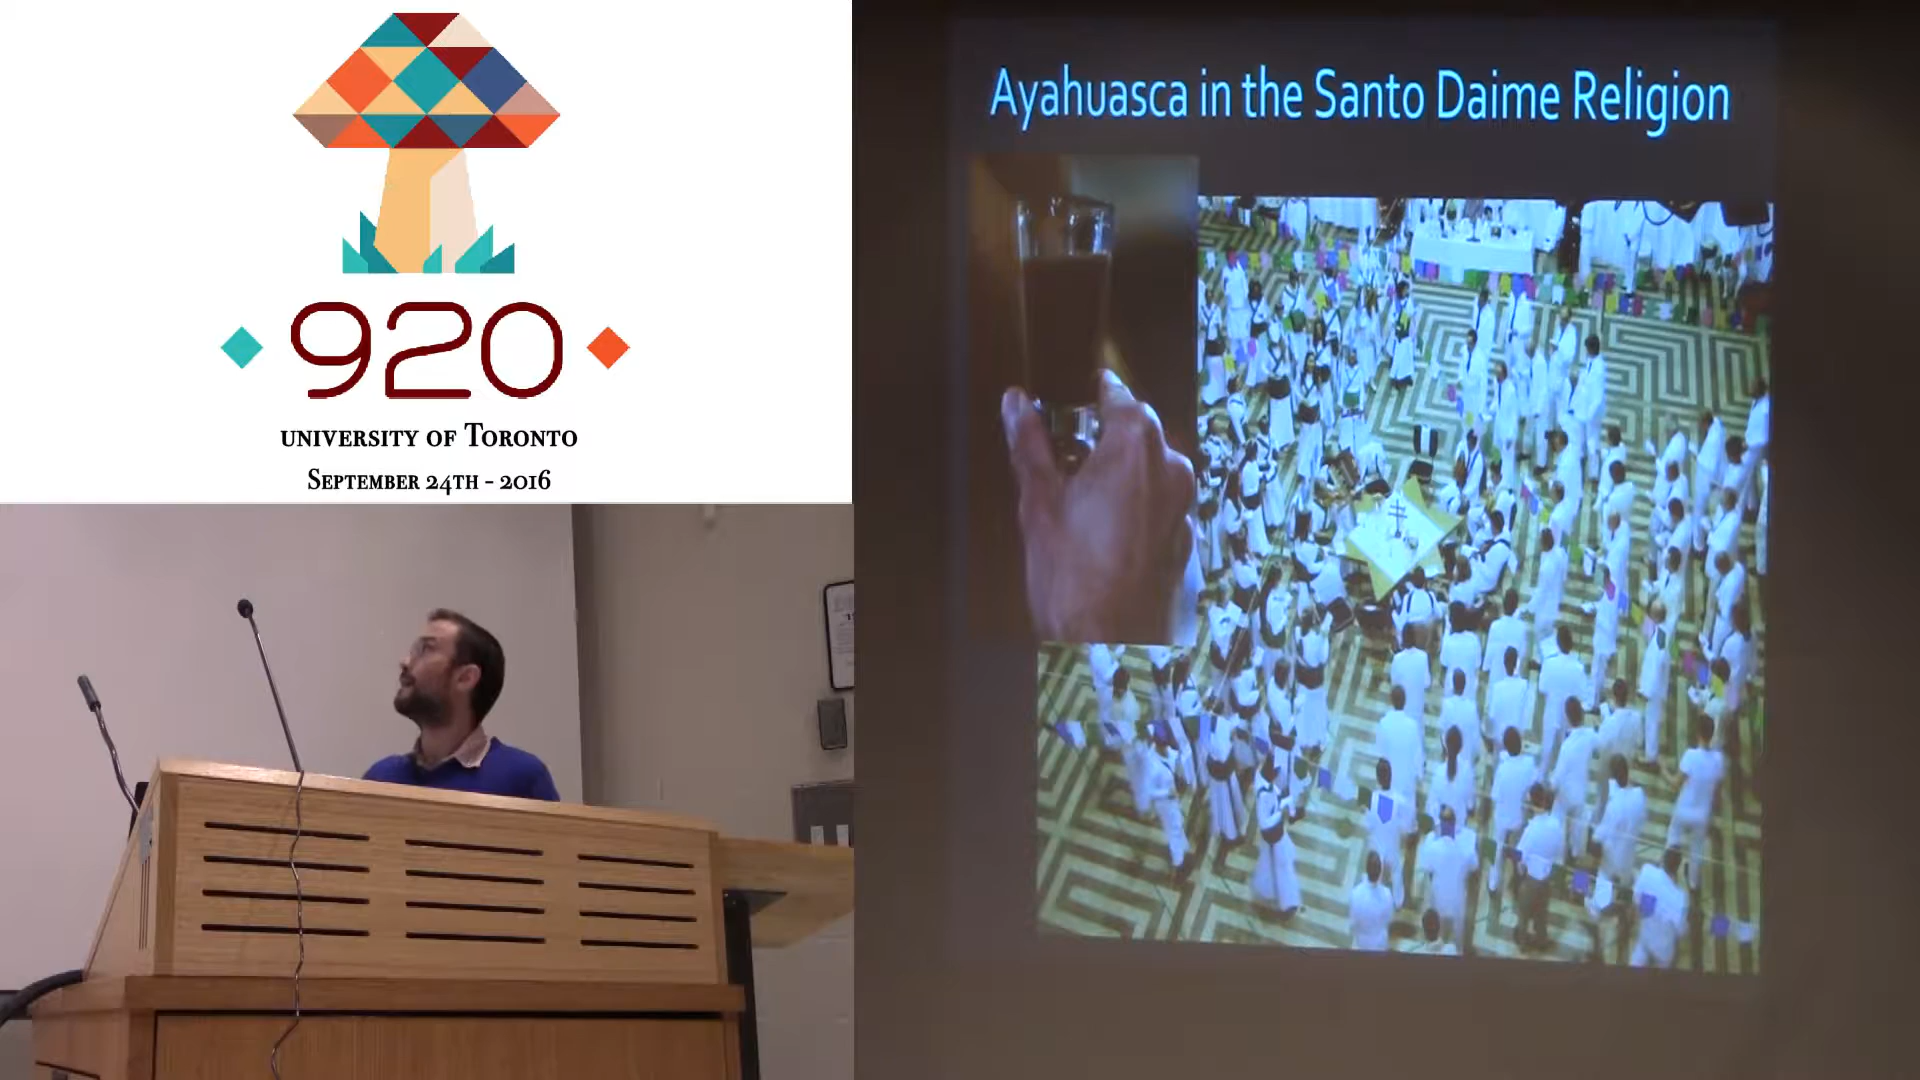 920
UNIVERSITY OF TORONTO
SEPTEMBER 24TH - 2016
Ayahuasca in the Santo Daime Religion